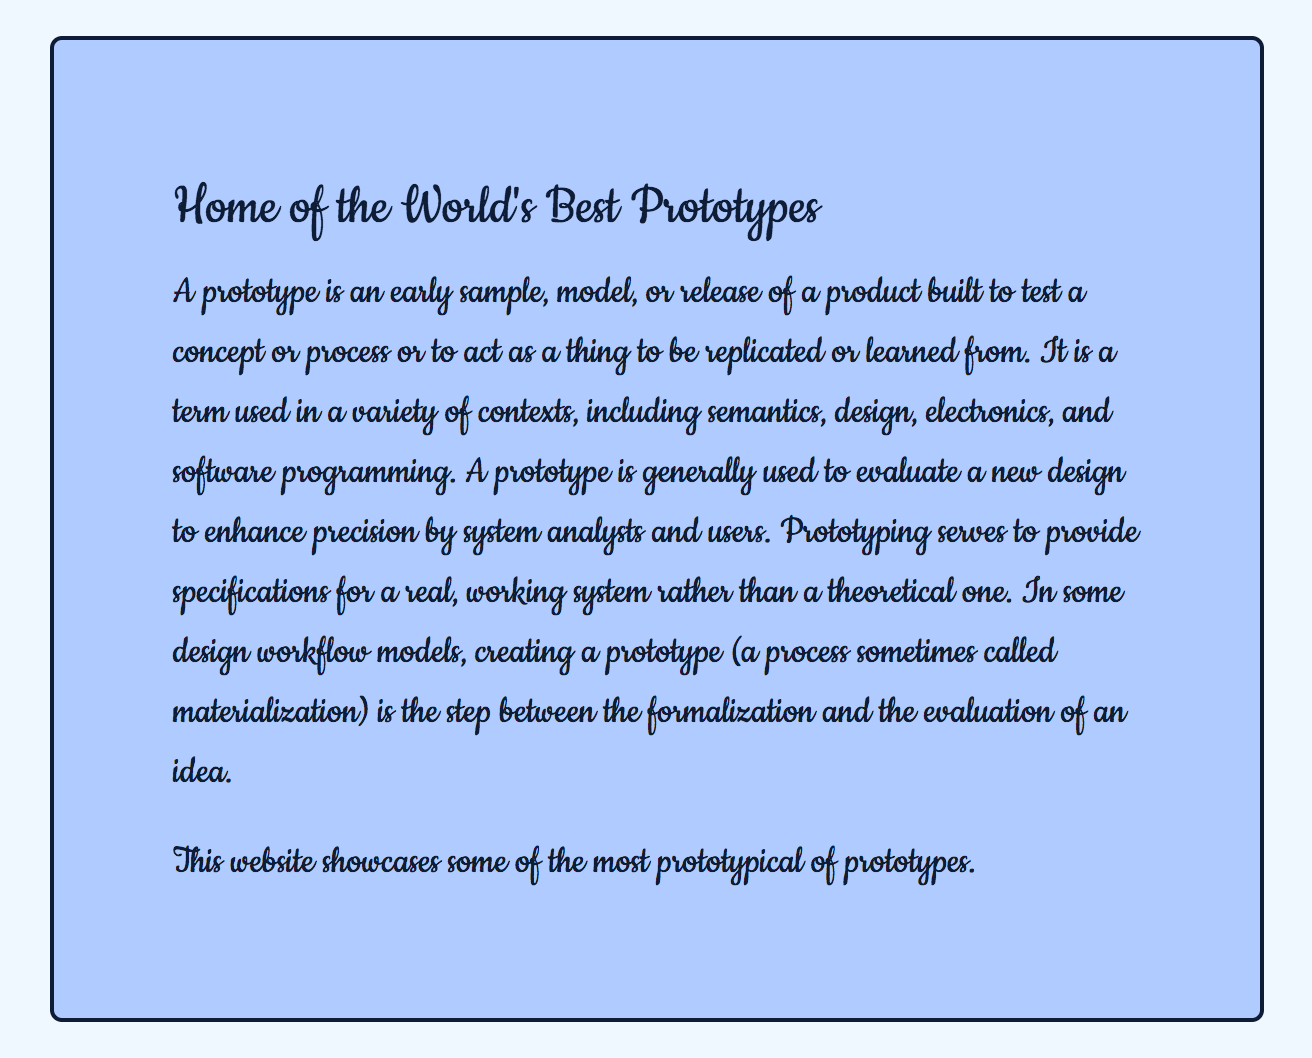 Home of the World's Best Prototypes
A prototype is an early sample, model, or release of a product built to test a
concept or process or to act as a thing to be replicated or learned from. It is a
term used in a variety of contexts, including semantics, design, electronics, and
software programming. A prototype is generally used to evaluate a new design
to enhance precision by system analysts and users. Prototyping serves to provide
specifications for a real, working system rather than a theoretical one. In some
design workflow models, creating a prototype (a process sometimes called
materialization) is the step between the formalization and the evaluation of an
idea.
This website showcases some of the most prototypical of prototypes.